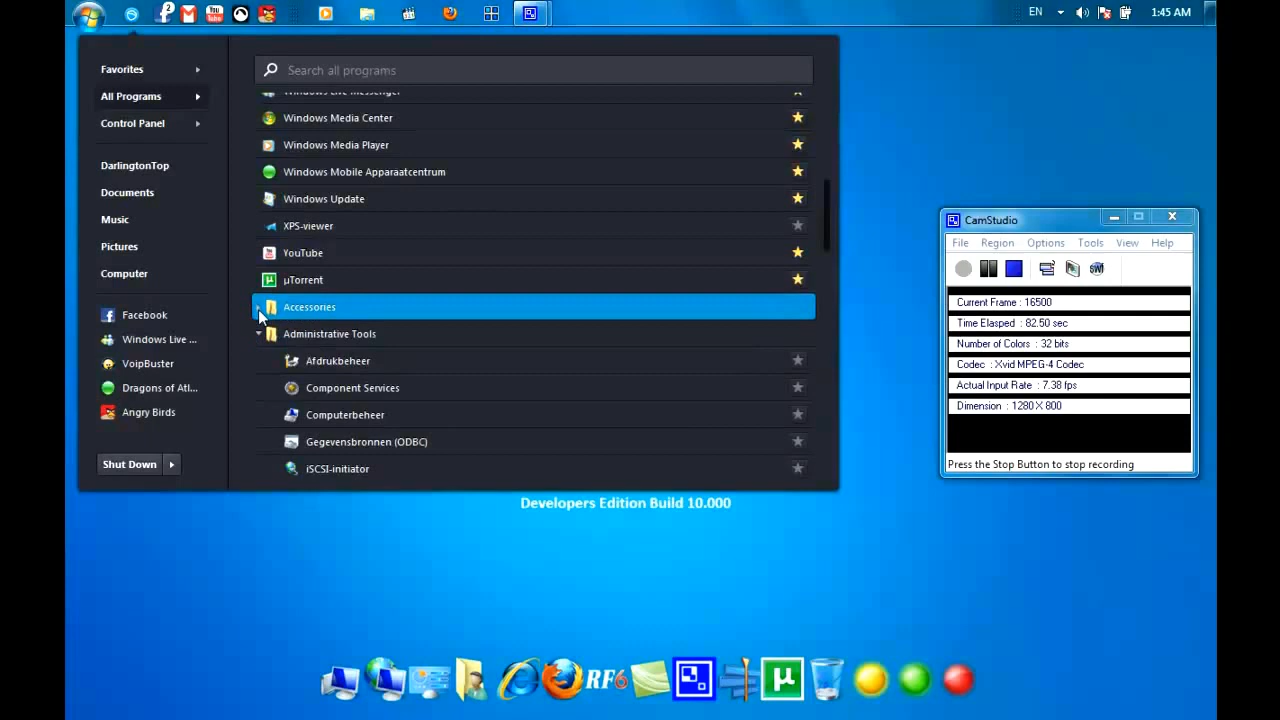 EN
1:45 AM
Favorites
All Programs
Control Panel
DarlingtonTop
Documents
Music
Pictures
Computer
Facebook
Windows Live ...
VoipBuster
Dragons of Atl...
Angry Birds
Shut Down
Search all programs
Windows Live Messenger
Windows Media Center
Windows Media Player
Windows Mobile Apparaatcentrum
Windows Update
XPS-viewer
YouTube
µTorrent
Accessories
Administrative Tools
Afdrukbeheer
Component Services
Computerbeheer
Gegevensbronnen (ODBC)
iSCSI-initiator
CamStudio
File Region Options Tools View Help
Current Frame : 16500
Time Elasped : 82.50 sec
Number of Colors : 32 bits
Codec : Xvid MPEG-4 Codec
Actual Input Rate : 7.38 fps
Dimension : 1280 X 800
Press the Stop Button to stop recording
Developers Edition Build 10.000
RF6